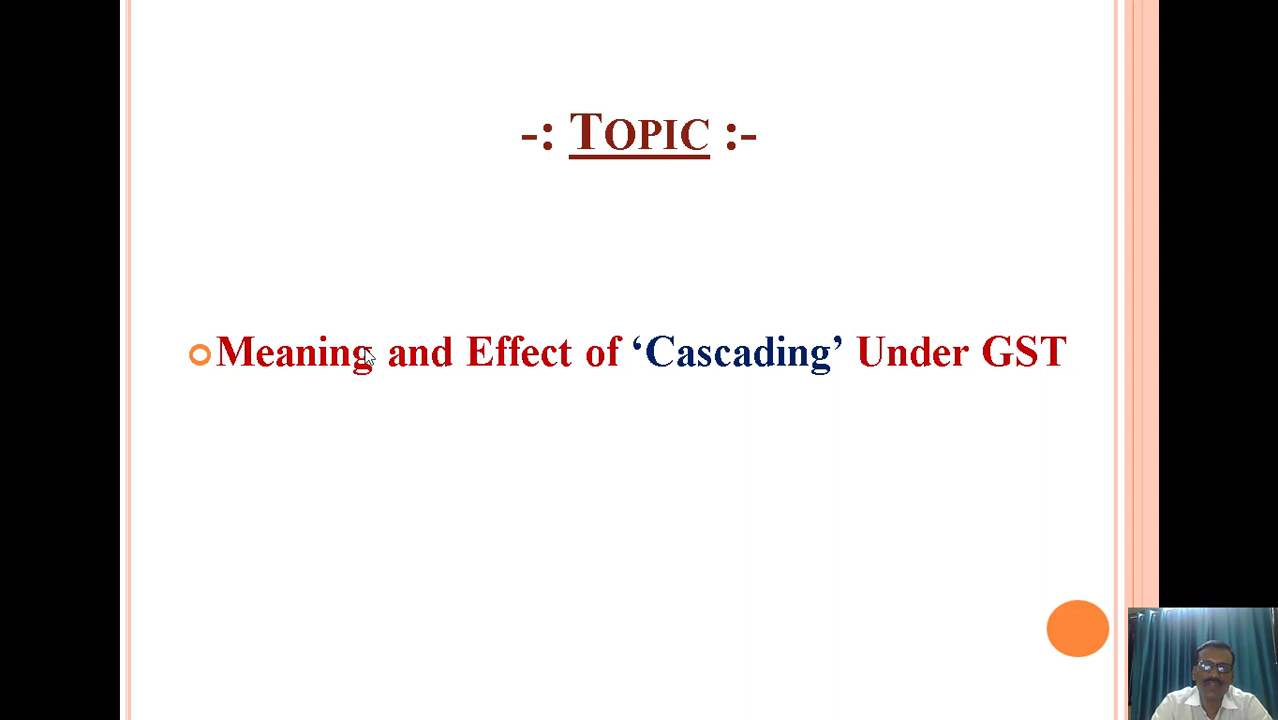 -: TOPIC :-
Meaning and Effect of ‘Cascading’ Under GST